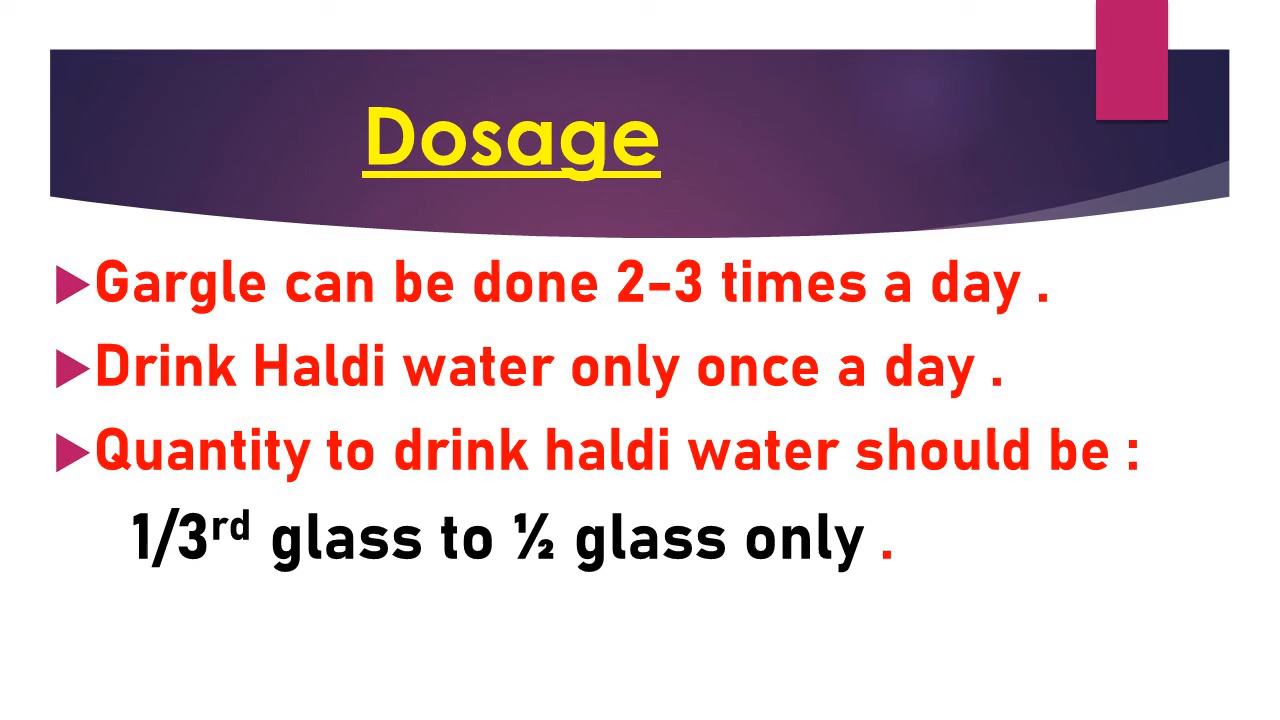 Dosage
Gargle can be done 2-3 times a day .
Drink Haldi water only once a day .
Quantity to drink haldi water should be :
1/3rd glass to ½ glass only .